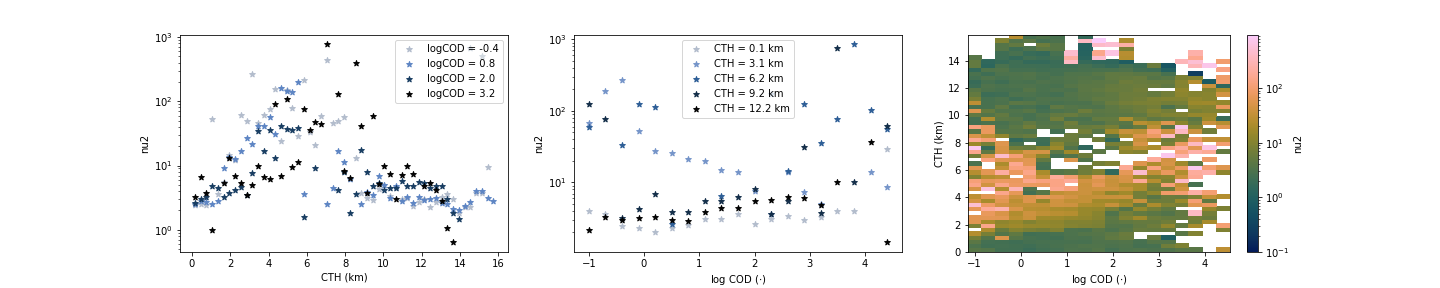 10³
10²
10¹
10⁰
nu2
logCOD = -0.4
logCOD = 0.8
logCOD = 2.0
logCOD = 3.2
0 2 4 6 8 10 12 14 16
CTH (km)
10³
10²
10¹
nu2
CTH = 0.1 km
CTH = 3.1 km
CTH = 6.2 km
CTH = 9.2 km
CTH = 12.2 km
−1 0 1 2 3 4
log COD (·)
14
12
10
8
6
4
2
0
CTH (km)
−1 0 1 2 3 4
log COD (·)
10²
10¹
10⁰
10⁻¹
nu2